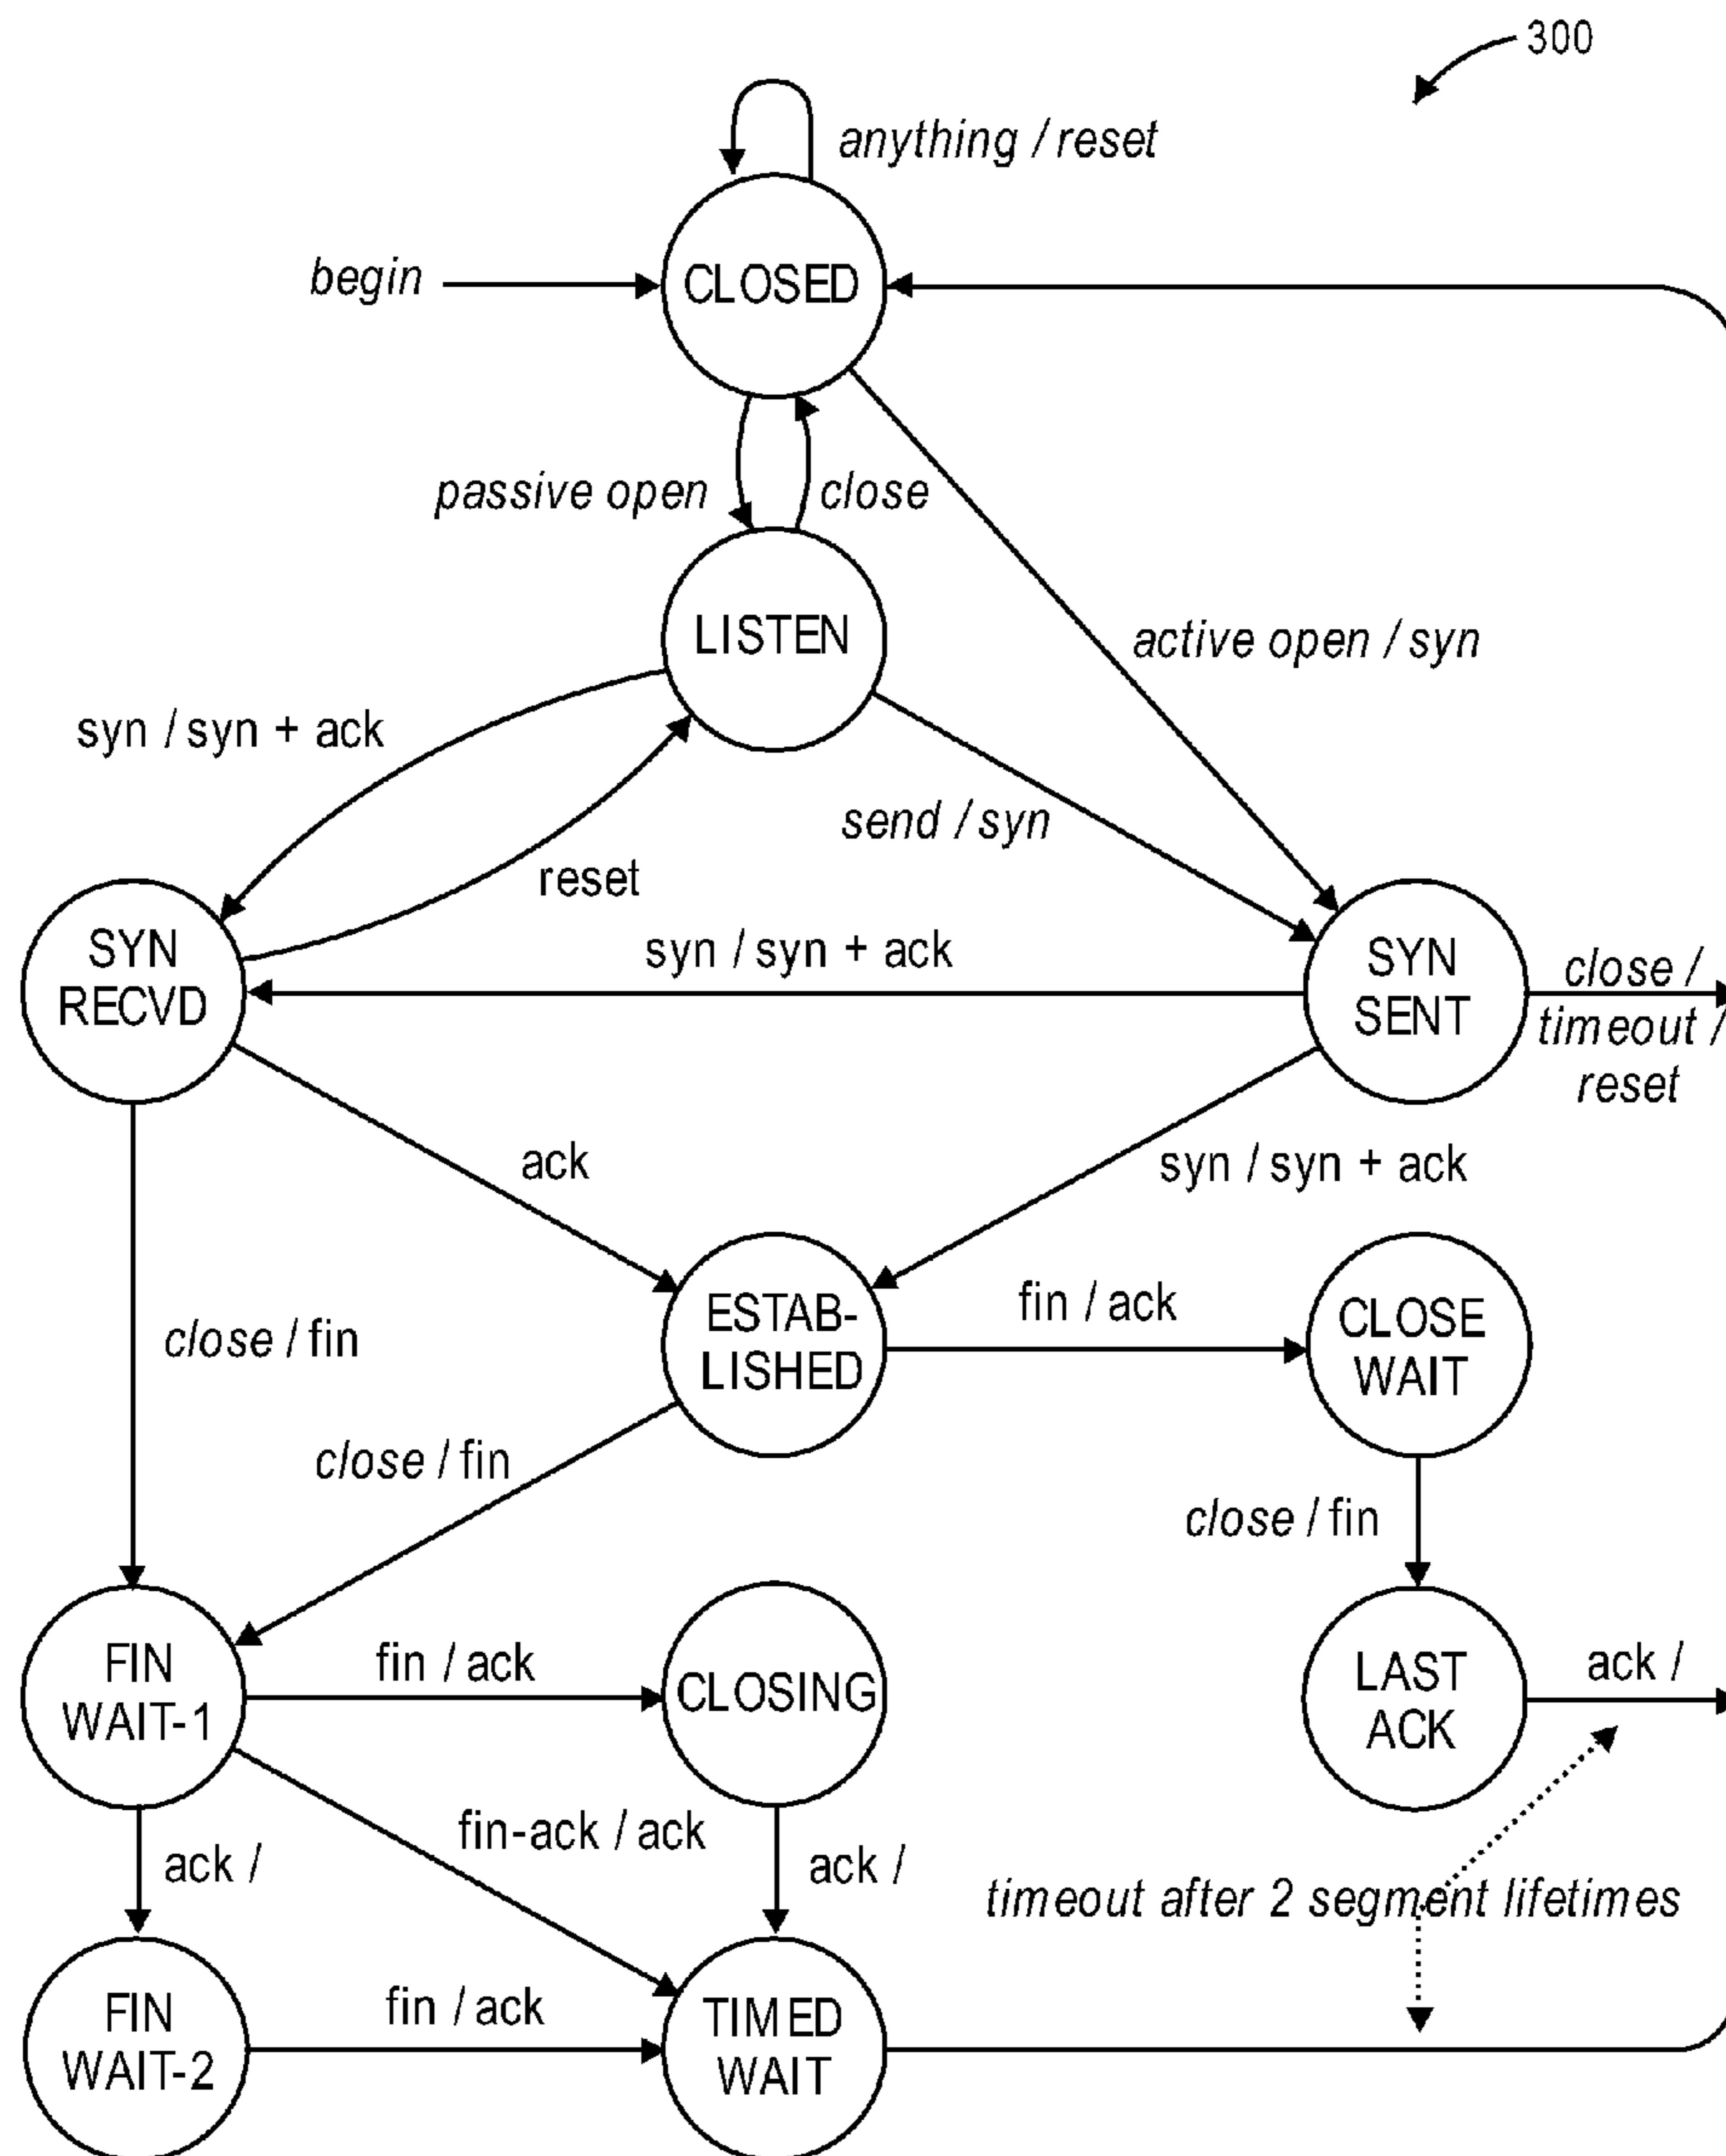 300
anything / reset
begin
CLOSED
passive open
close
LISTEN
active open / syn
syn / syn + ack
send / syn
reset
SYN
RECVD
syn / syn + ack
SYN
SENT
close /
timeout /
reset
ack
syn / syn + ack
ESTAB-
LISHED
fin / ack
CLOSE
WAIT
close / fin
close / fin
close / fin
FIN
WAIT-1
fin / ack
CLOSING
LAST
ACK
ack /
fin-ack / ack
ack /
ack /
timeout after 2 segment lifetimes
FIN
WAIT-2
fin / ack
TIMED
WAIT